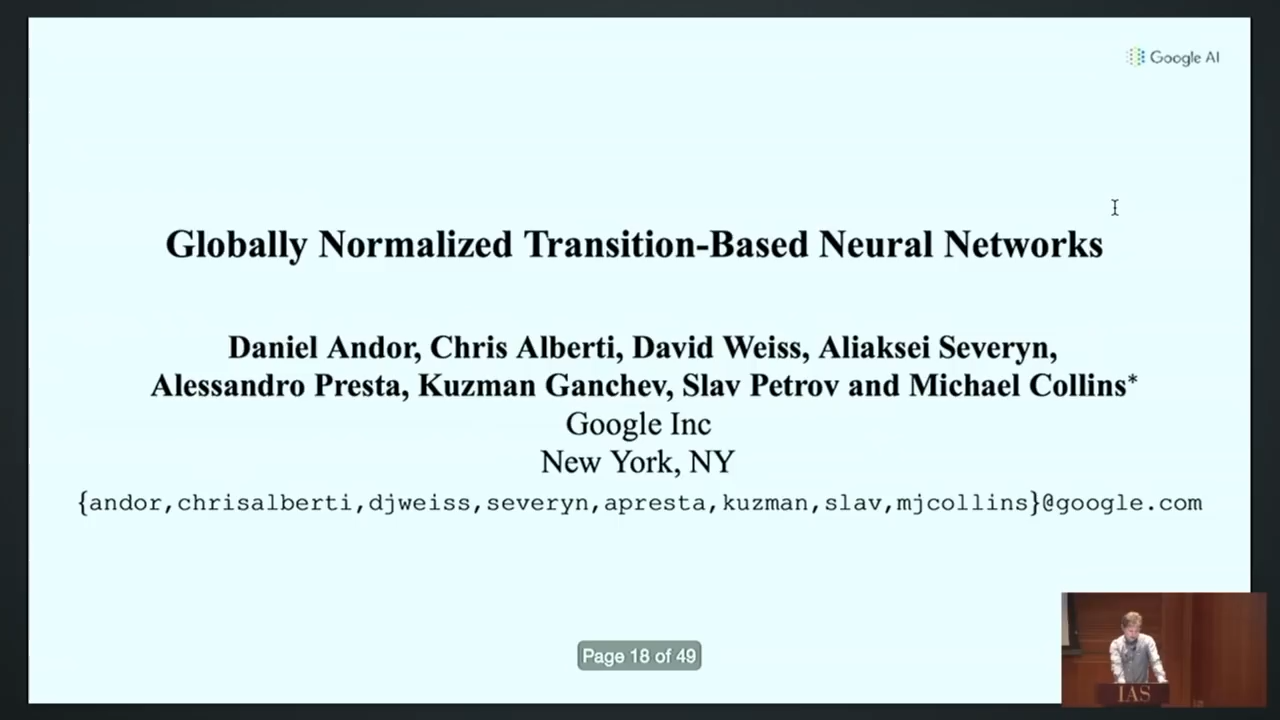 Google AI
Globally Normalized Transition-Based Neural Networks
Daniel Andor, Chris Alberti, David Weiss, Aliaksei Severyn,
Alessandro Presta, Kuzman Ganchev, Slav Petrov and Michael Collins*
Google Inc
New York, NY
{andor,chrisalberti,djweiss,severyn,apresta,kuzman,slav,mjcollins}@google.com
Page 18 of 49
IAS